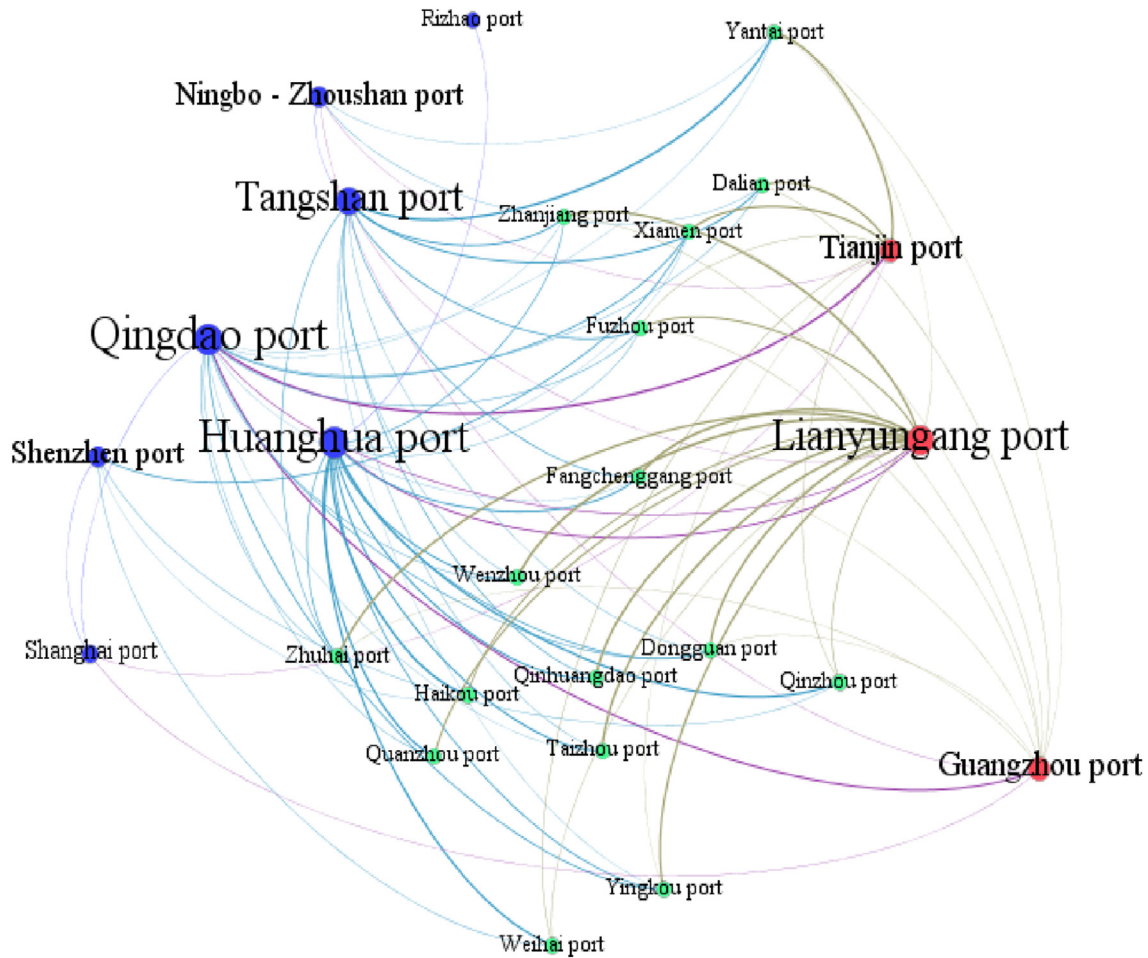 Rizhao port
Yantai port
Ningbo - Zhoushan port
Dalian port
Tangshan port
Zhanjiang port
Xiamen port
Tianjin port
Fuzhou port
Qingdao port
Huanghua port
Lianyungang port
Shenzhen port
Fangchenggang port
Wenzhou port
Shanghai port
Zhuhai port
Dongguan port
Qinhuangdao port
Qinzhou port
Haikou port
Quanzhou port
Taizhou port
Guangzhou port
Yingkou port
Weihai port